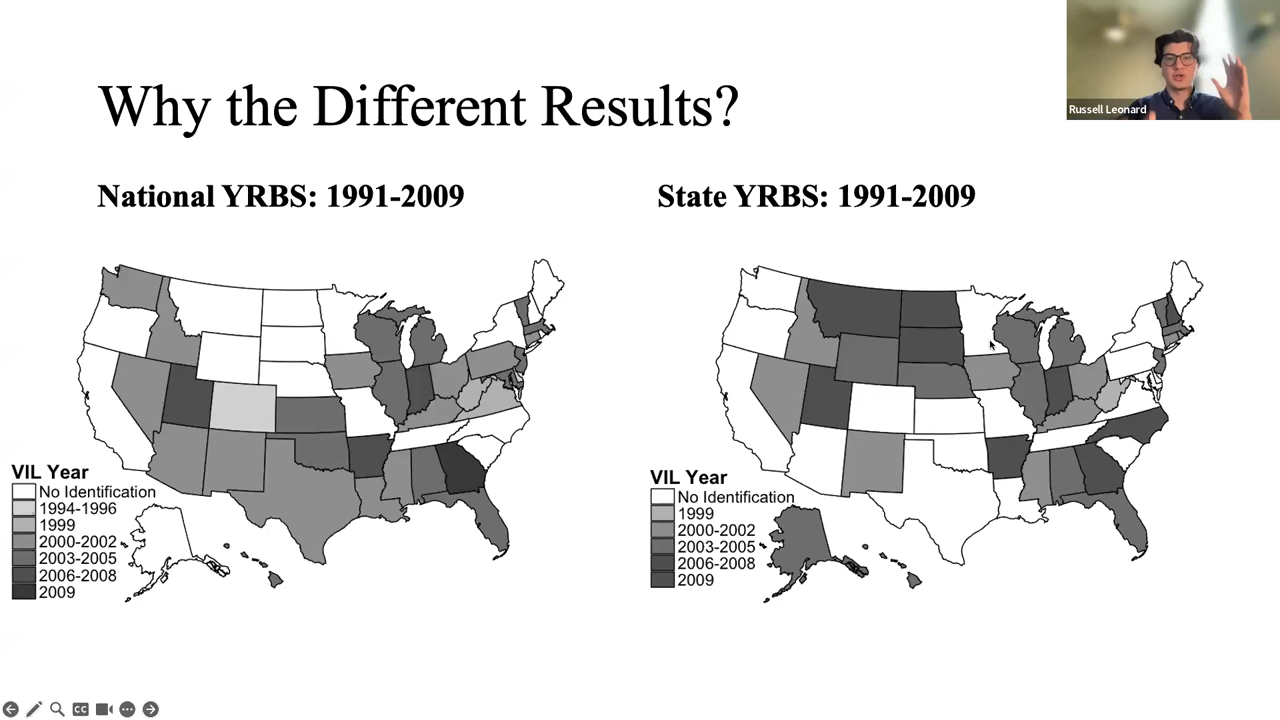 Why the Different Results?
Russell Leonard
National YRBS: 1991-2009
VIL Year
No Identification
1994-1996
1999
2000-2002
2003-2005
2006-2008
2009
State YRBS: 1991-2009
VIL Year
No Identification
1999
2000-2002
2003-2005
2006-2008
2009
CC